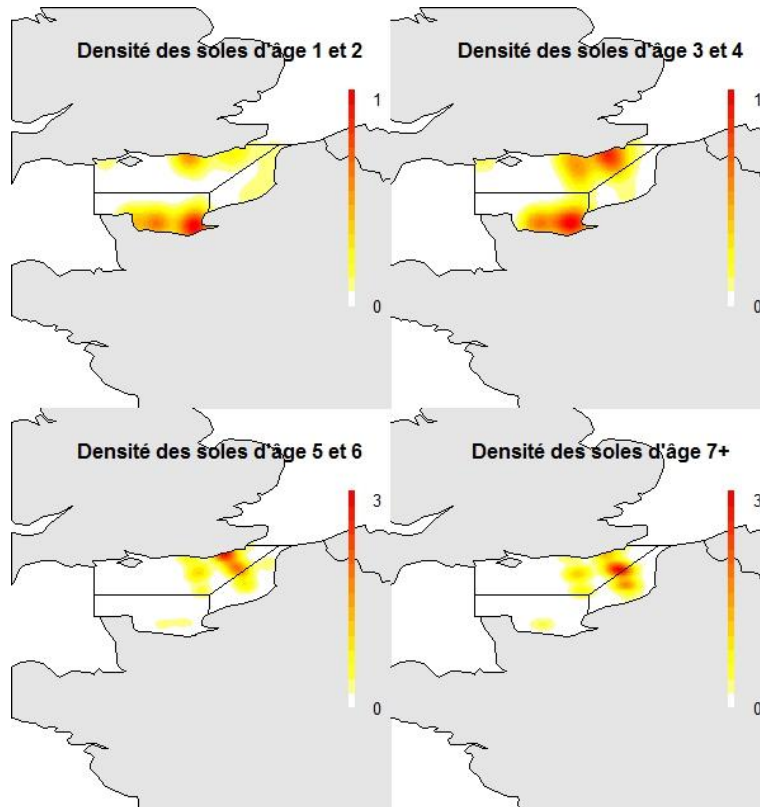 Densité des soles d'âge 1 et 2
1
0
Densité des soles d'âge 3 et 4
1
0
Densité des soles d'âge 5 et 6
3
0
Densité des soles d'âge 7+
3
0